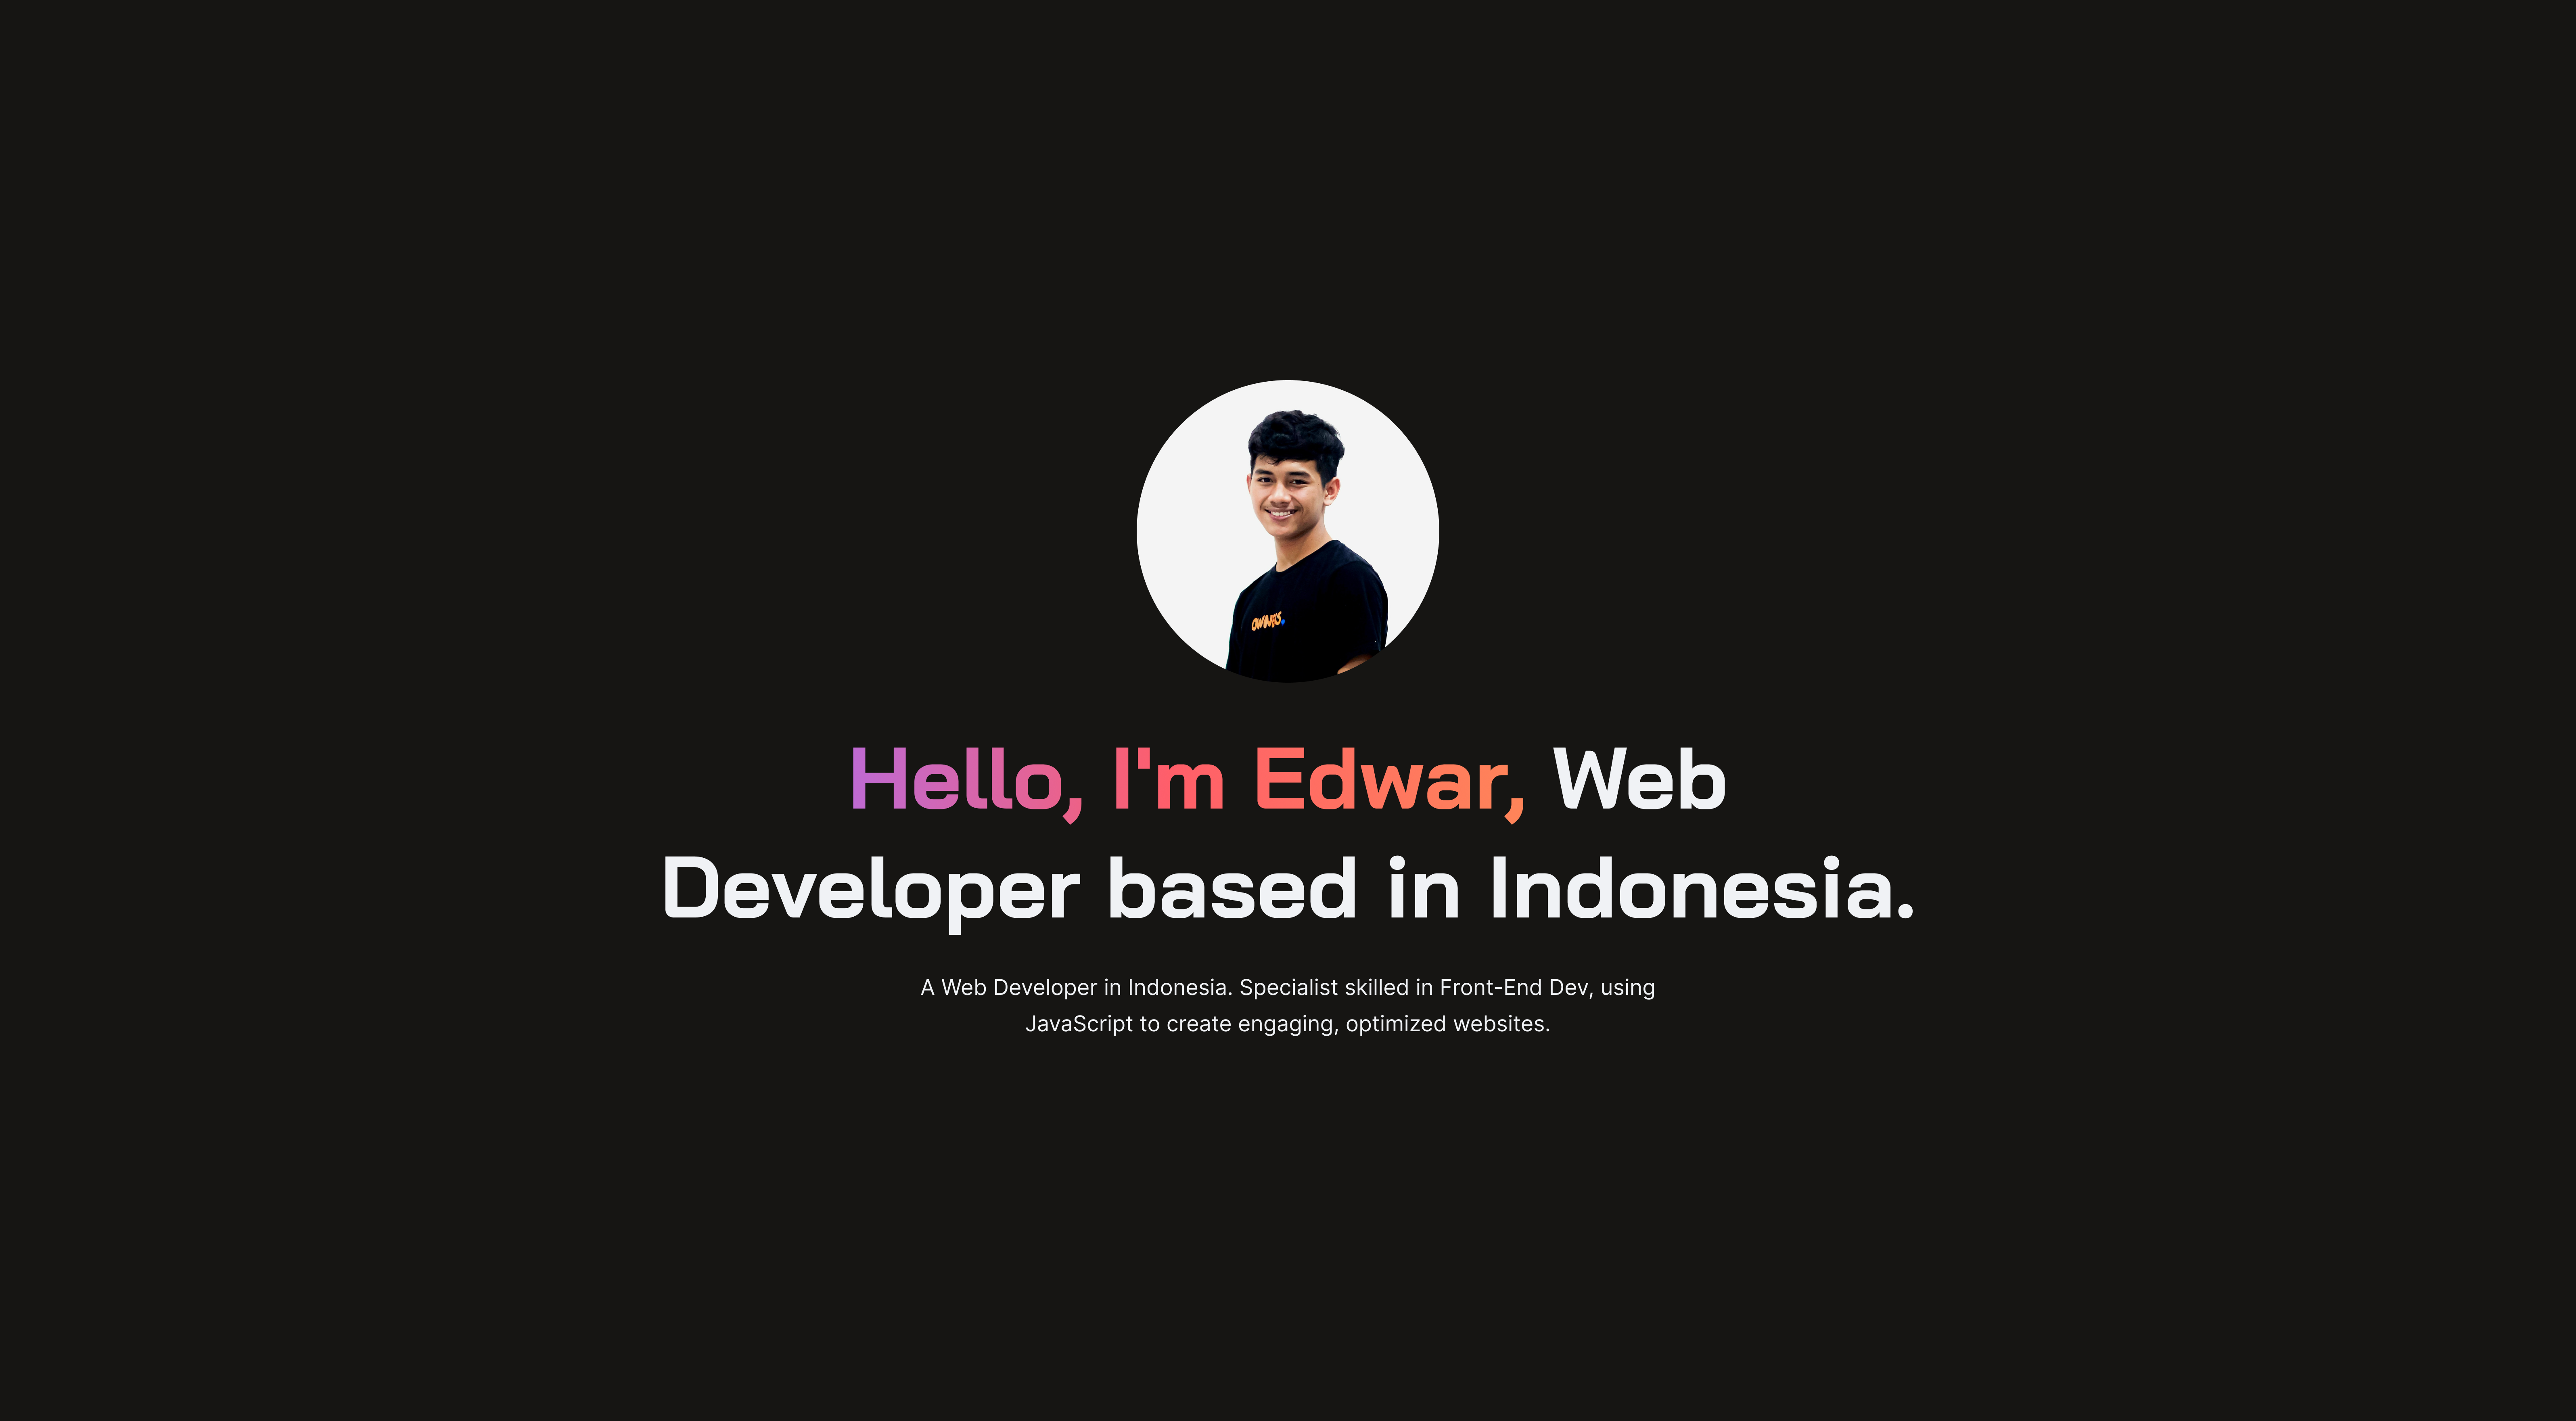 OWNERS.
Hello, I'm Edwar, Web
Developer based in Indonesia.
A Web Developer in Indonesia. Specialist skilled in Front-End Dev, using
JavaScript to create engaging, optimized websites.